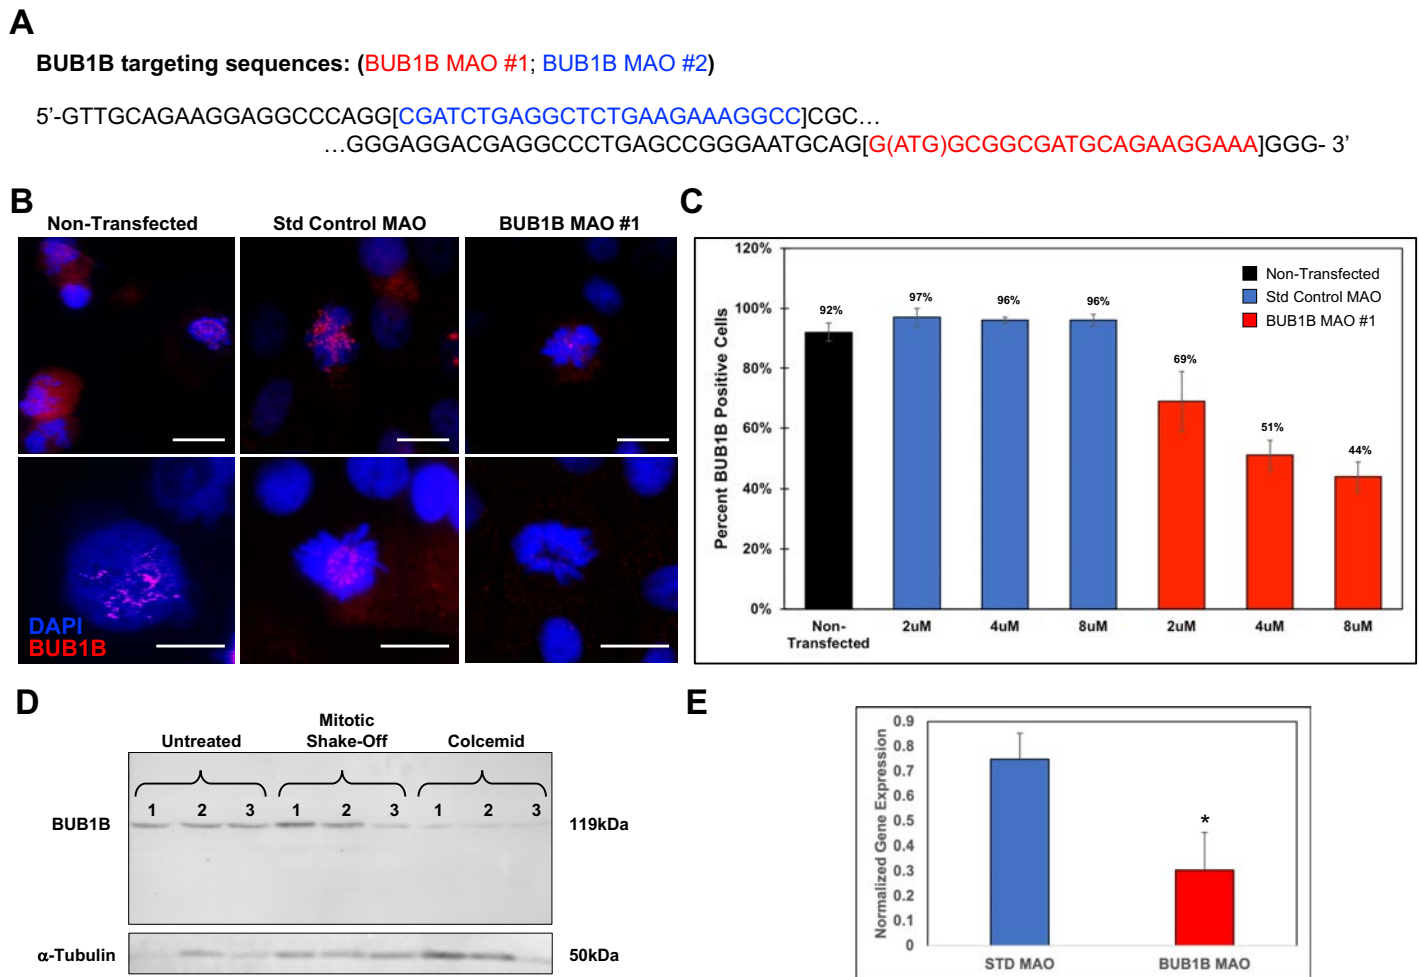 A
BUB1B targeting sequences: (BUB1B MAO #1; BUB1B MAO #2)
5'-GTTGCAGAAGGAGGCCCAGG[CGATCTGAGGCTCTGAAGAAAGGCC]CGC...
...GGGAGGACGAGGCCCTGAGCCGGGAATGCAG[G(ATG)GCGGCGATGCAGAAGGAAA]GGG- 3'
B
Non-Transfected
Std Control MAO
BUB1B MAO #1
DAPI
BUB1B
C
120%
100%
80%
60%
40%
20%
0%
Percent BUB1B Positive Cells
92%
97%
96%
96%
69%
51%
44%
Non-Transfected
Std Control MAO
BUB1B MAO #1
Non-
Transfected
2uM
4uM
8uM
2uM
4uM
8uM
D
Untreated
Mitotic
Shake-Off
Colcemid
1 2 3 1 2 3 1 2 3
BUB1B
119kDa
α-Tubulin
50kDa
E
Normalized Gene Expression
0.9
0.8
0.7
0.6
0.5
0.4
0.3
0.2
0.1
0
*
STD MAO
BUB1B MAO